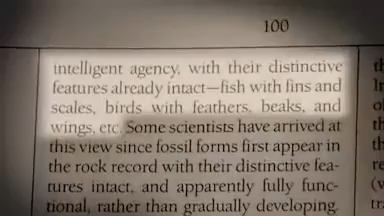 100
intelligent agency, with their distinctive
features already intact—fish with fins and
scales, birds with feathers, beaks, and
wings, etc. Some scientists have arrived at
this view since fossil forms first appear in
the rock record with their distinctive fea-
tures intact, and apparently fully func-
tional, rather than gradually developing.